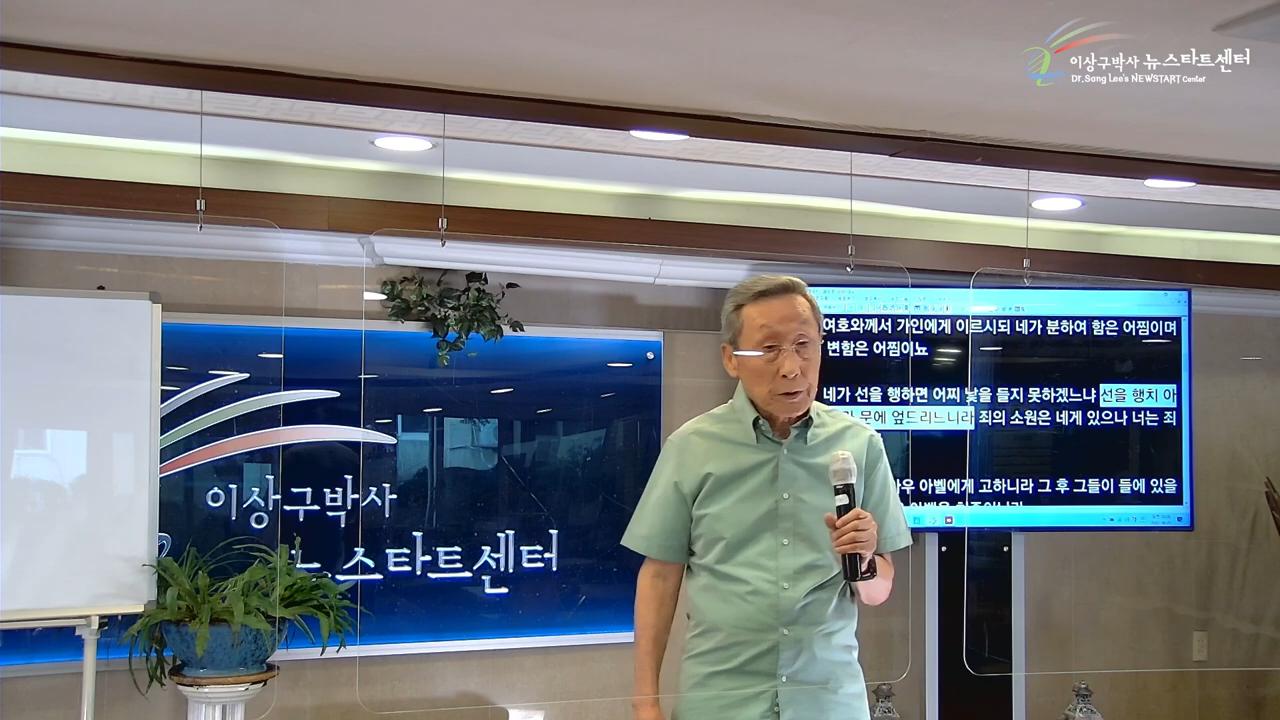 이상구박사 뉴스타트센터
Dr.Sang Lee's NEWSTART Center
여호와께서 가인에게 이르시되 네가 분하여 함은 어찜이며
변함은 어찜이뇨
네가 선을 행하면 어찌 낯을 들지 못하겠느냐 선을 행치 아
문에 엎드리느니라 죄의 소원은 네게 있으나 너는 죄
아벨에게 고하니라 그 후 그들이 들에 있을
이상구박사
뉴스타트센터